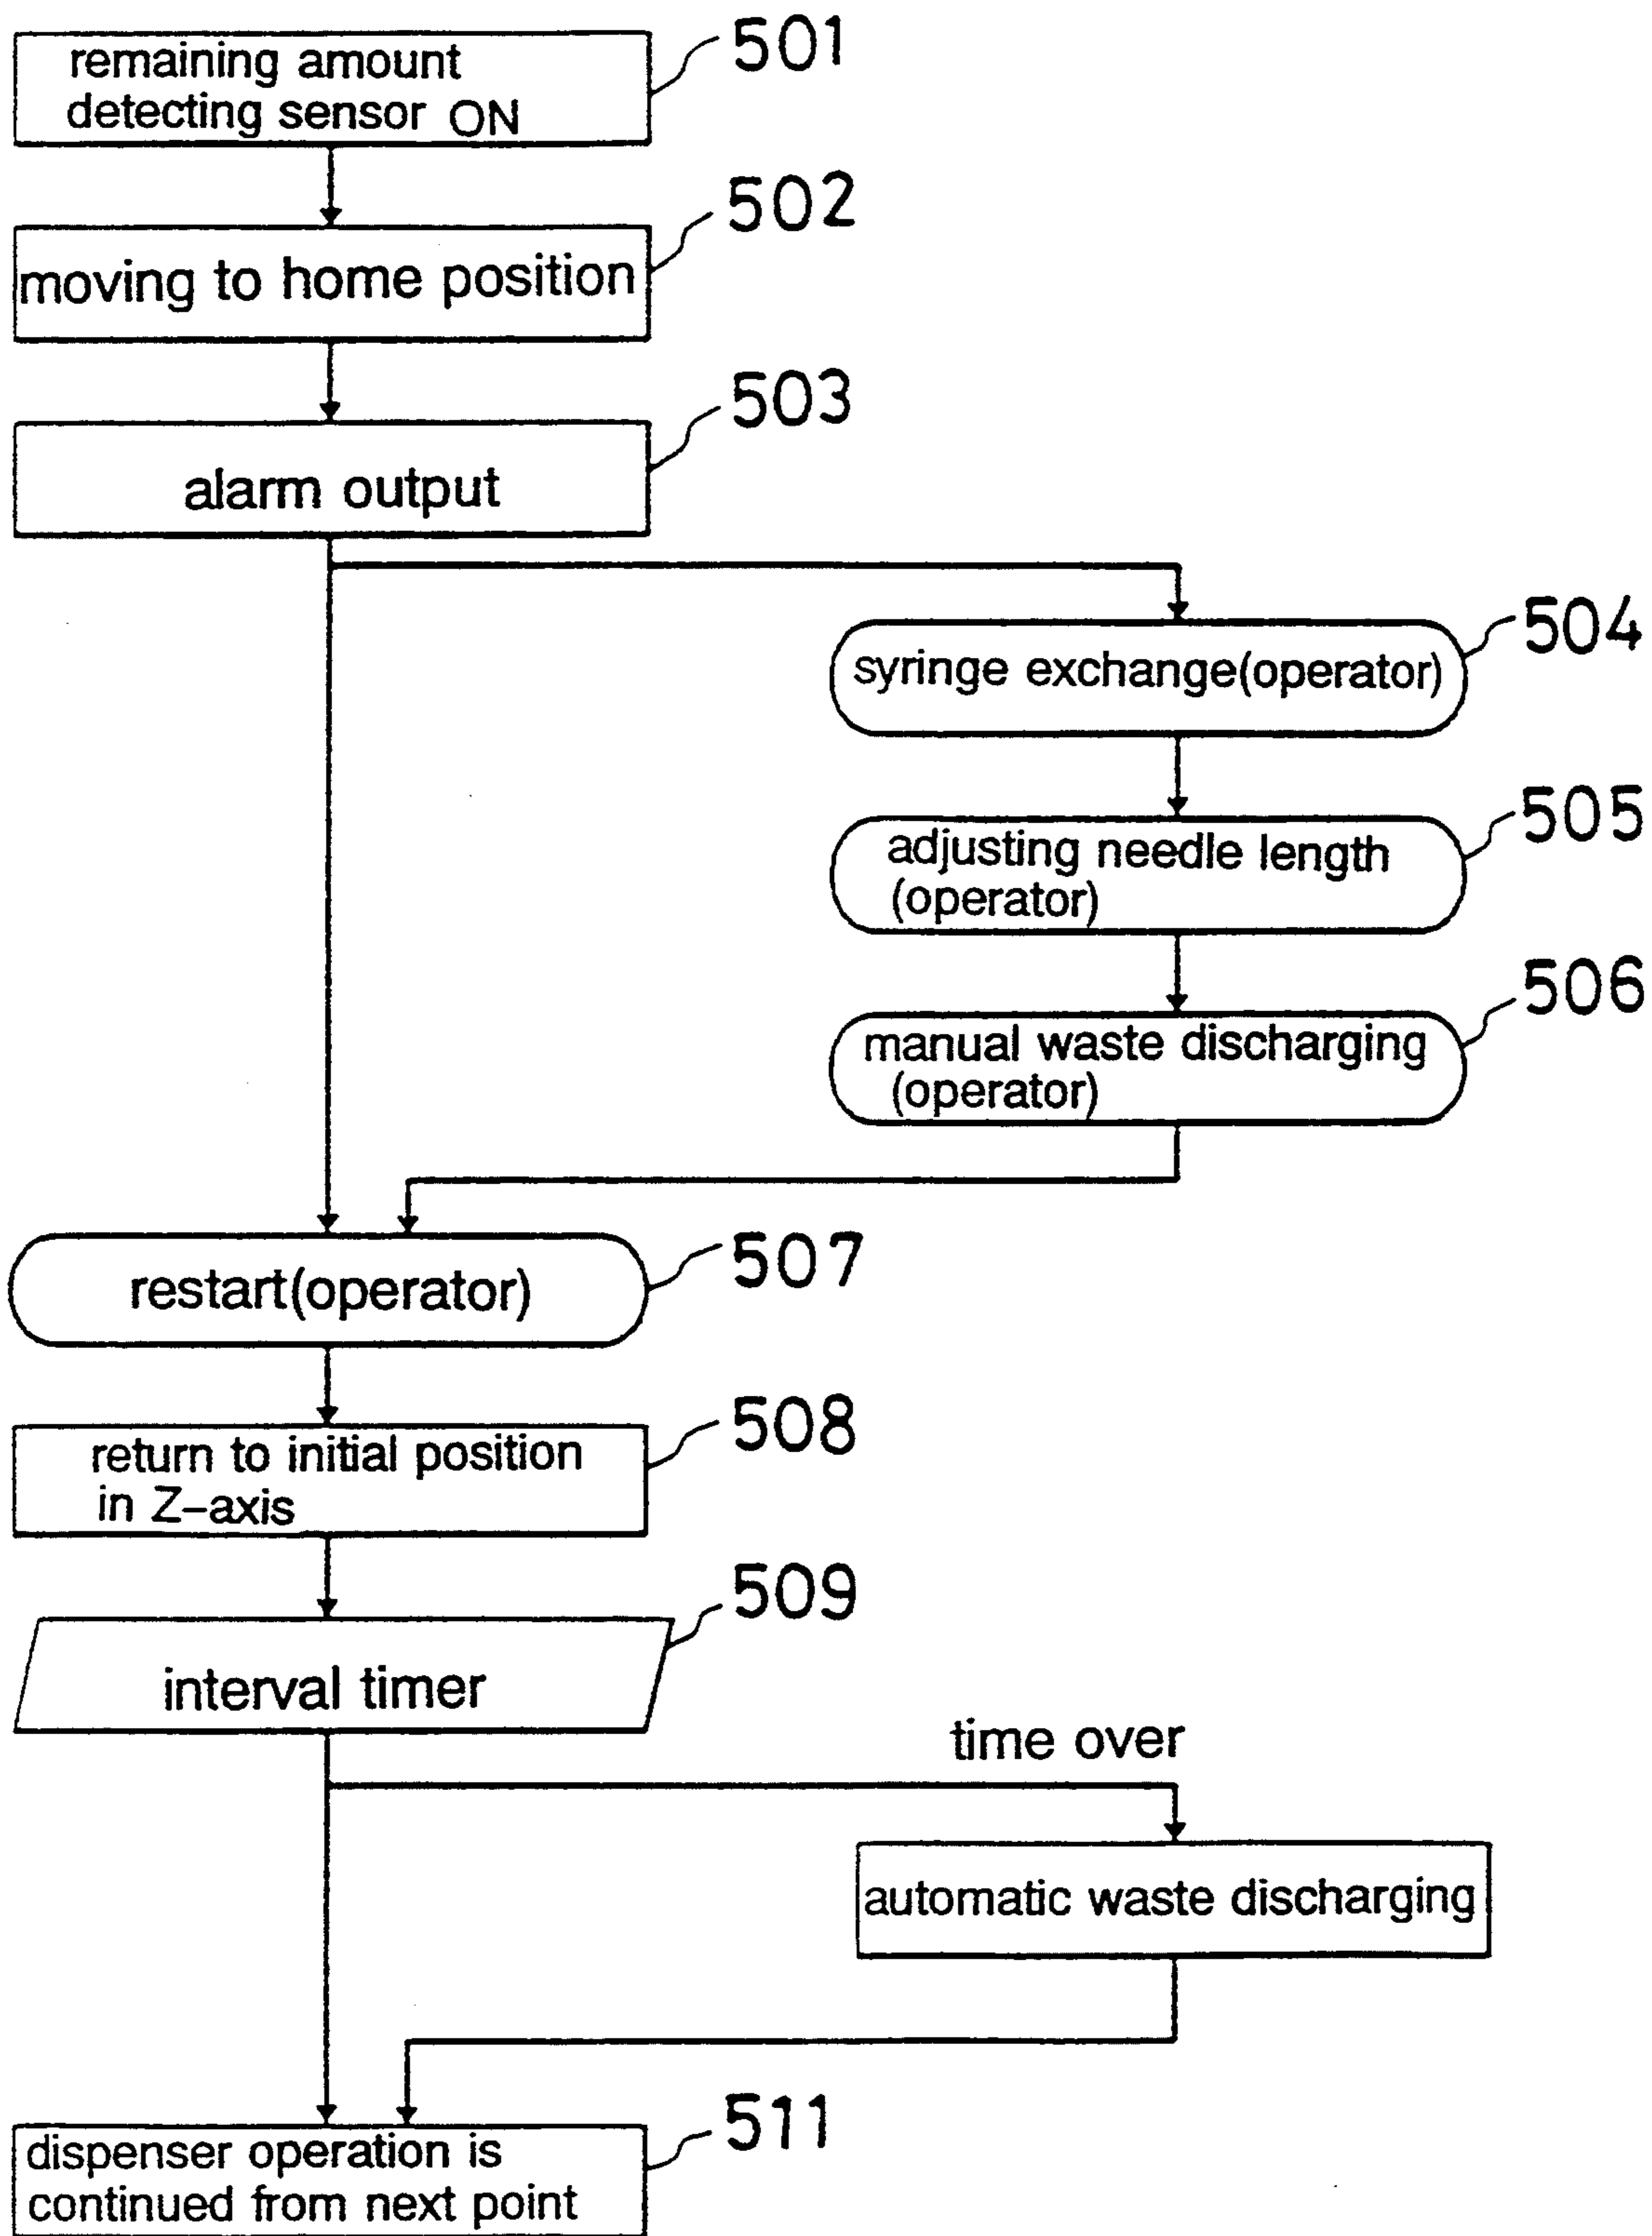 remaining amount
detecting sensor ON
501
moving to home position
502
alarm output
503
syringe exchange(operator)
504
adjusting needle length
(operator)
505
manual waste discharging
(operator)
506
restart(operator)
507
return to initial position
in Z-axis
508
interval timer
509
time over
automatic waste discharging
dispenser operation is
continued from next point
511